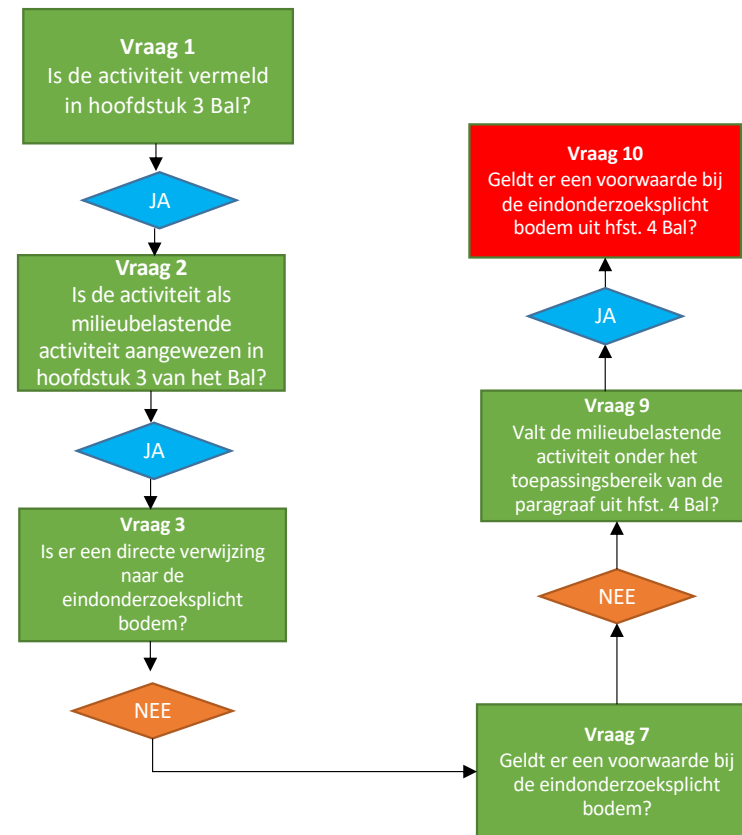 Vraag 1
Is de activiteit vermeld
in hoofdstuk 3 Bal?
JA
Vraag 2
Is de activiteit als
milieubelastende
activiteit aangewezen in
hoofdstuk 3 van het Bal?
JA
Vraag 3
Is er een directe verwijzing
naar de
eindonderzoeksplicht
bodem?
NEE
Vraag 7
Geldt er een voorwaarde bij
de eindonderzoeksplicht
bodem?
NEE
Vraag 9
Valt de milieubelastende
activiteit onder het
toepassingsbereik van de
paragraaf uit hfst. 4 Bal?
JA
Vraag 10
Geldt er een voorwaarde bij
de eindonderzoeksplicht
bodem uit hfst. 4 Bal?